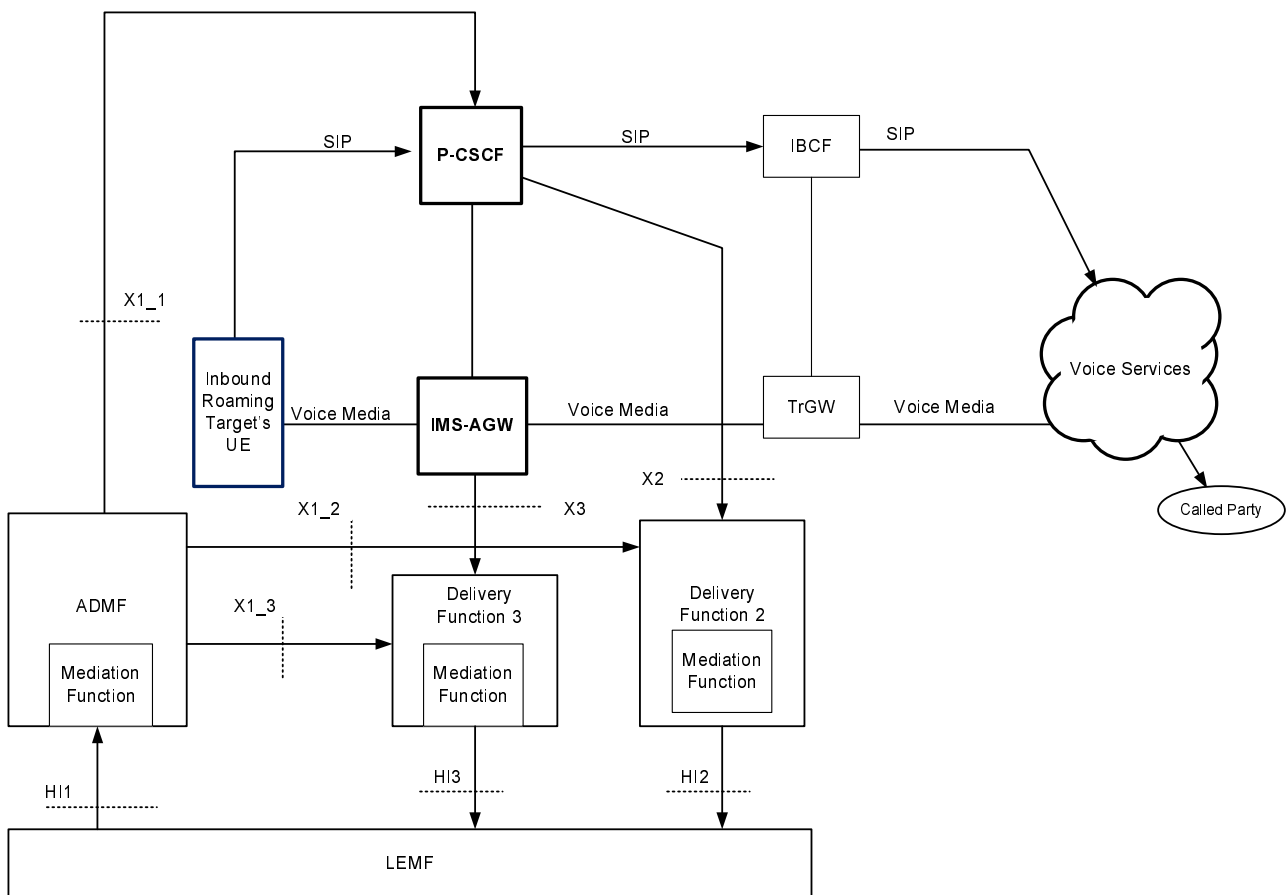 SIP
P-CSCF
SIP
IBCF
SIP
X1_1
Inbound
Roaming
Target's
UE
Voice Media
IMS-AGW
Voice Media
TrGW
Voice Media
Voice Services
Called Party
X1_2
X3
X2
ADMF
Mediation
Function
X1_3
Delivery
Function 3
Mediation
Function
Delivery
Function 2
Mediation
Function
HI1
HI3
HI2
LEMF